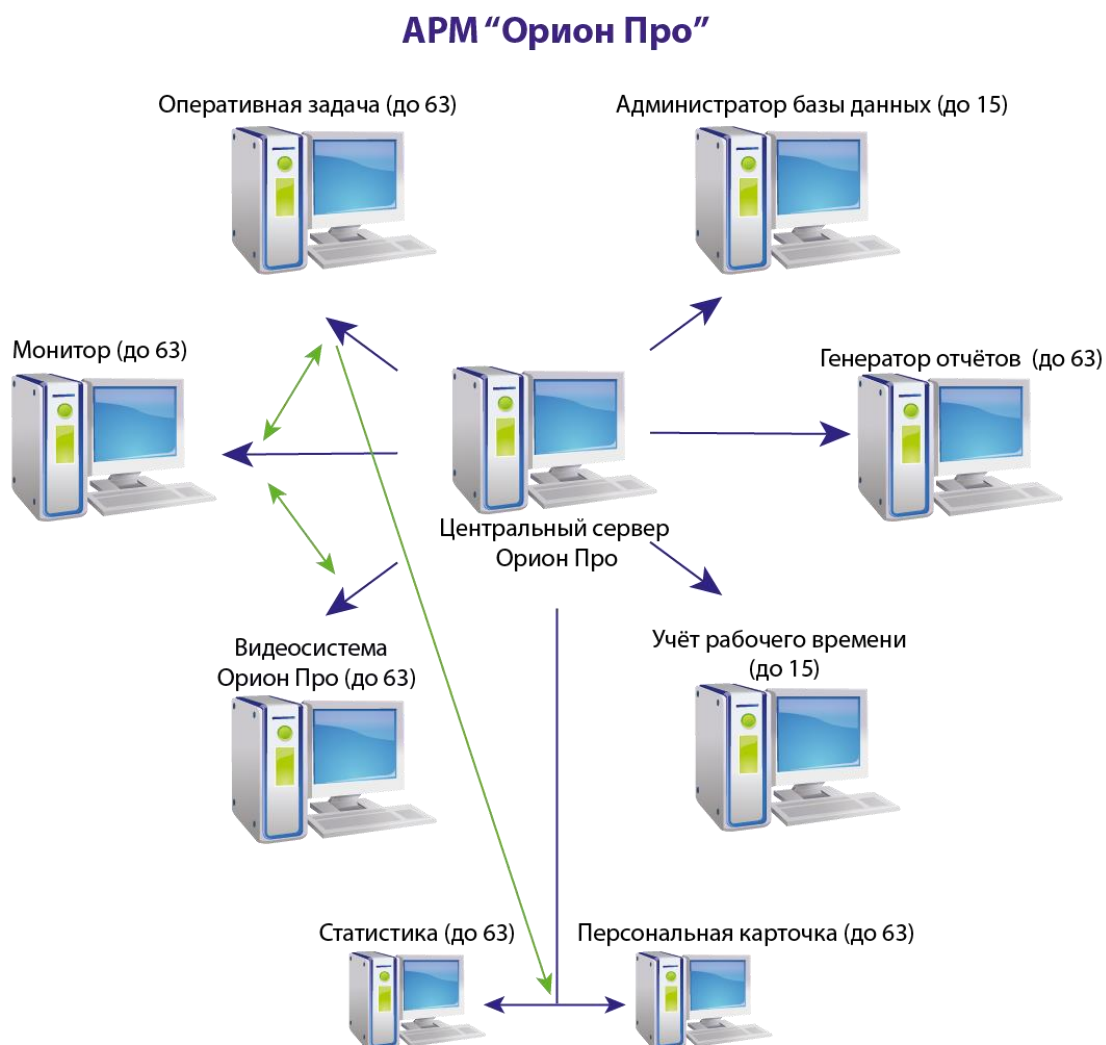 АРМ “Орион Про”
Оперативная задача (до 63)
Администратор базы данных (до 15)
Монитор (до 63)
Генератор отчётов (до 63)
Центральный сервер
Орион Про
Видеосистема
Орион Про (до 63)
Учёт рабочего времени
(до 15)
Статистика (до 63)
Персональная карточка (до 63)